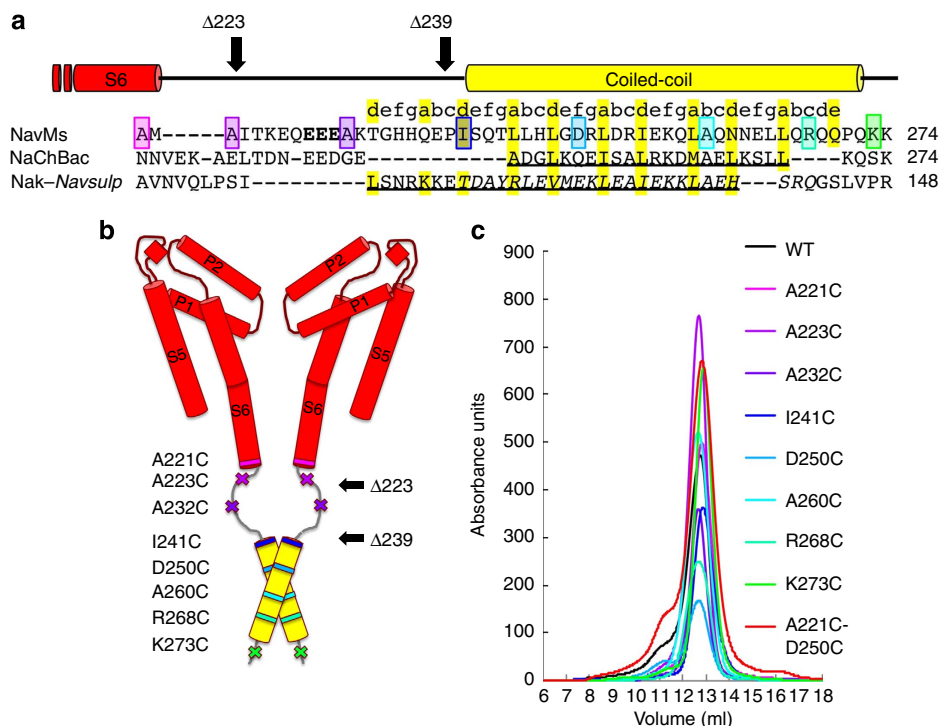 a
Δ223
Δ239
S6
Coiled-coil
defgabcdefgabcdefgabcdefgabcdefgabcde
NavMs AM------AITKEQEEEAKTGHHQEPISQTLLHLGDRLDRIEKQLAQNNELLQRQQPQKK 274
NaChBac NNVEK-AELTDN-EEDGE-----------ADGLKQEISALRKDMAELKSLL----KQSK 274
Nak–Navsulp AVNVQLPSI---------LSNRKKETDAYRLEVMEKLEAIEKKLAEH---SRQGSLVPR 148
b
P2
P1
S5
S6
P2
P1
S5
S6
A221C
A223C
A232C
I241C
D250C
A260C
R268C
K273C
Δ223
Δ239
c
Absorbance units
900
800
700
600
500
400
300
200
100
0
6 7 8 9 10 11 12 13 14 15 16 17 18
Volume (ml)
WT
A221C
A223C
A232C
I241C
D250C
A260C
R268C
K273C
A221C-
D250C